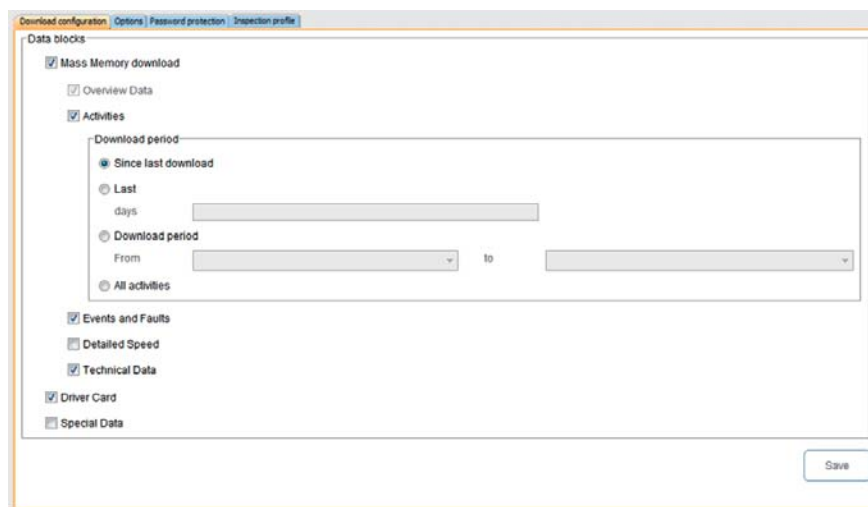 Download configuration Options Password protection Inspection profile
Data blocks
Mass Memory download
Overview Data
Activities
Download period
Since last download
Last
days
Download period
From to
All activities
Events and Faults
Detailed Speed
Technical Data
Driver Card
Special Data
Save